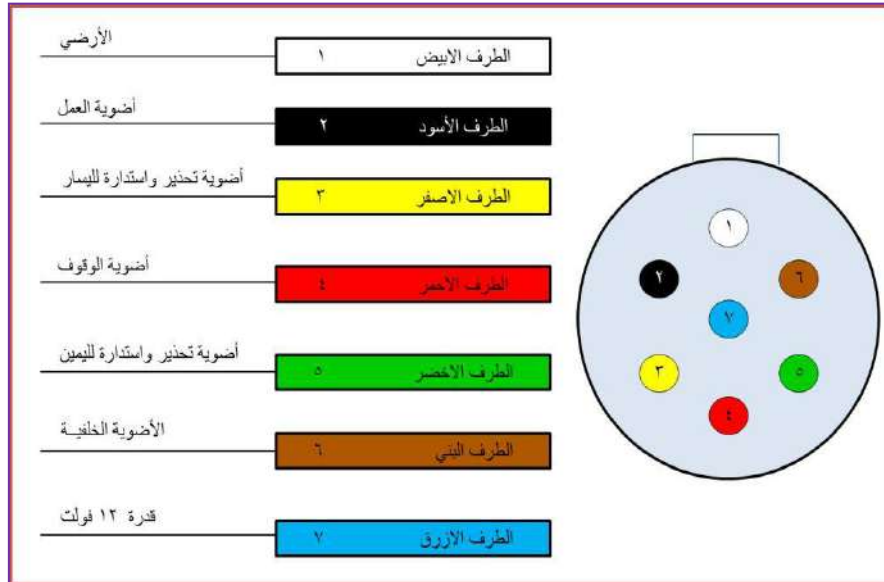 الأرضي
الطرف الابيض ١
أضوية العمل
الطرف الأسود ٢
أضوية تحذير واستدارة لليسار
الطرف الاصفر ٣
أضوية الوقوف
الطرف الأحمر ٤
أضوية تحذير واستدارة لليمين
الطرف الاخضر ٥
الأضوية الخلفية
الطرف البني ٦
قدرة ١٢ فولت
الطرف الازرق ٧
١
٢
٦
٧
٣
٥
٤